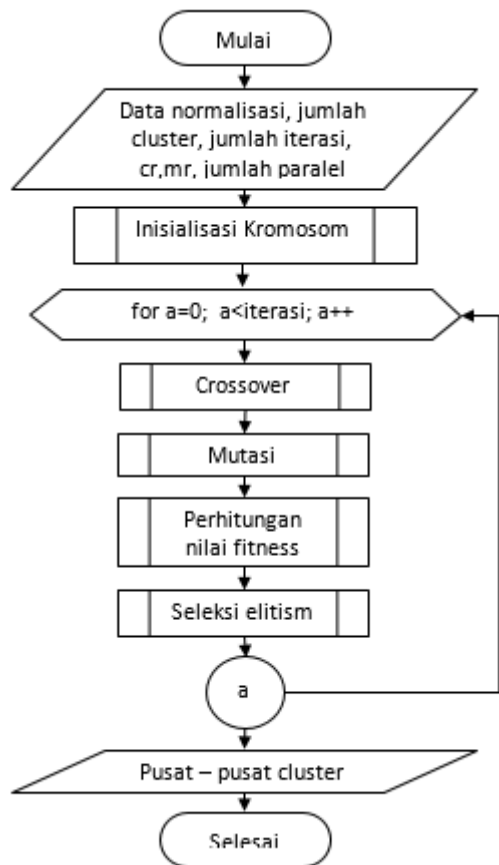 Mulai
Data normalisasi, jumlah
cluster, jumlah iterasi,
cr,mr, jumlah paralel
Inisialisasi Kromosom
for a=0; a<iterasi; a++
Crossover
Mutasi
Perhitungan
nilai fitness
Seleksi elitism
a
Pusat – pusat cluster
Selesai